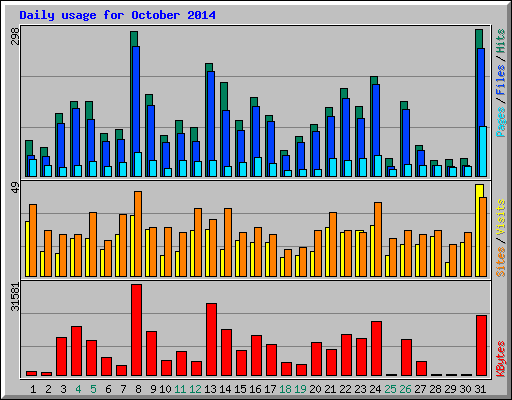 Daily usage for October 2014
298
Pages / Files / Hits
49
Sites / Visits
31581
KBytes
1 2 3 4 5 6 7 8 9 10 11 12 13 14 15 16 17 18 19 20 21 22 23 24 25 26 27 28 29 30 31